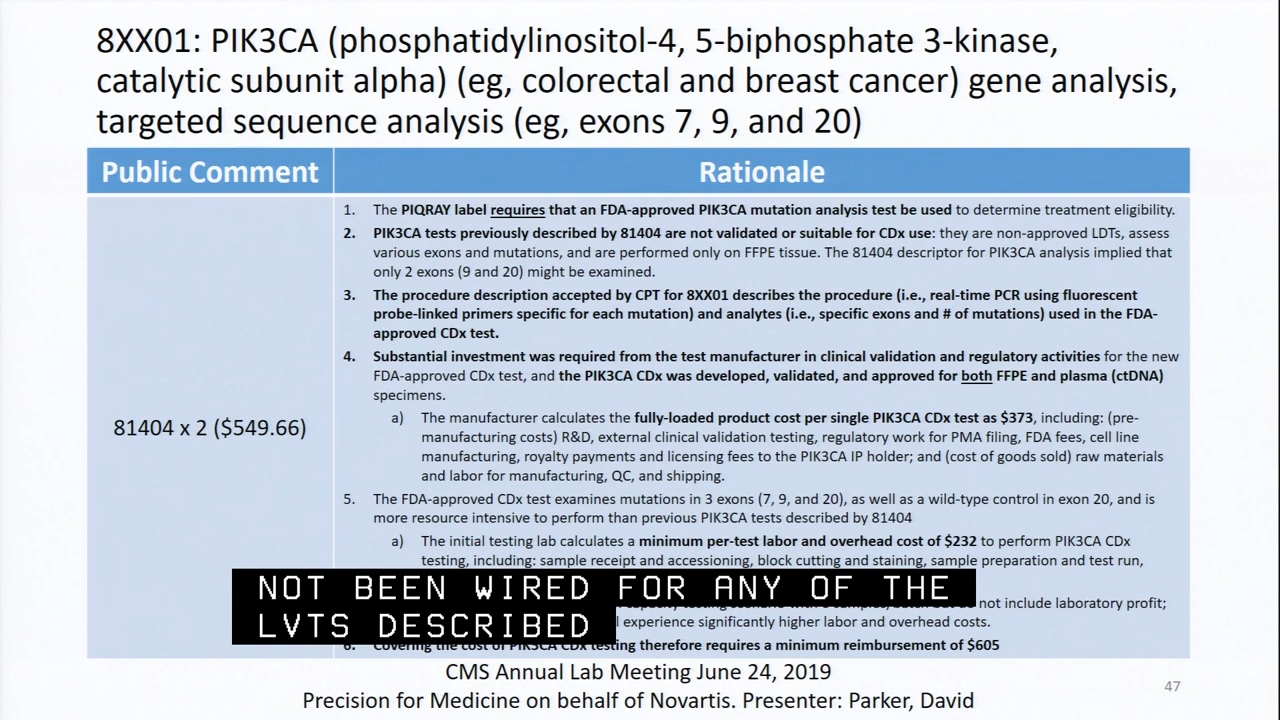 8XX01: PIK3CA (phosphatidylinositol-4, 5-biphosphate 3-kinase,
catalytic subunit alpha) (eg, colorectal and breast cancer) gene analysis,
targeted sequence analysis (eg, exons 7, 9, and 20)
Public Comment
Rationale
81404 x 2 ($549.66)
1. The PIQRAY label requires that an FDA-approved PIK3CA mutation analysis test be used to determine treatment eligibility.
2. PIK3CA tests previously described by 81404 are not validated or suitable for CDx use: they are non-approved LDTs, assess
various exons and mutations, and are performed only on FFPE tissue. The 81404 descriptor for PIK3CA analysis implied that
only 2 exons (9 and 20) might be examined.
3. The procedure description accepted by CPT for 8XX01 describes the procedure (i.e., real-time PCR using fluorescent
probe-linked primers specific for each mutation) and analytes (i.e., specific exons and # of mutations) used in the FDA-
approved CDx test.
4. Substantial investment was required from the test manufacturer in clinical validation and regulatory activities for the new
FDA-approved CDx test, and the PIK3CA CDx was developed, validated, and approved for both FFPE and plasma (ctDNA)
specimens.
a) The manufacturer calculates the fully-loaded product cost per single PIK3CA CDx test as $373, including: (pre-
manufacturing costs) R&D, external clinical validation testing, regulatory work for PMA filing, FDA fees, cell line
manufacturing, royalty payments and licensing fees to the PIK3CA IP holder; and (cost of goods sold) raw materials
and labor for manufacturing, QC, and shipping.
5. The FDA-approved CDx test examines mutations in 3 exons (7, 9, and 20), as well as a wild-type control in exon 20, and is
more resource intensive to perform than previous PIK3CA tests described by 81404
a) The initial testing lab calculates a minimum per-test labor and overhead cost of $232 to perform PIK3CA CDx
testing, including: sample receipt and accessioning, block cutting and staining, sample preparation and test run,
NOT BEEN WIRED FOR ANY OF THE
LVTS DESCRIBED
not include laboratory profit;
experience significantly higher labor and overhead costs.
6. Covering the cost of PIK3CA CDx testing therefore requires a minimum reimbursement of $605
CMS Annual Lab Meeting June 24, 2019
Precision for Medicine on behalf of Novartis. Presenter: Parker, David
47